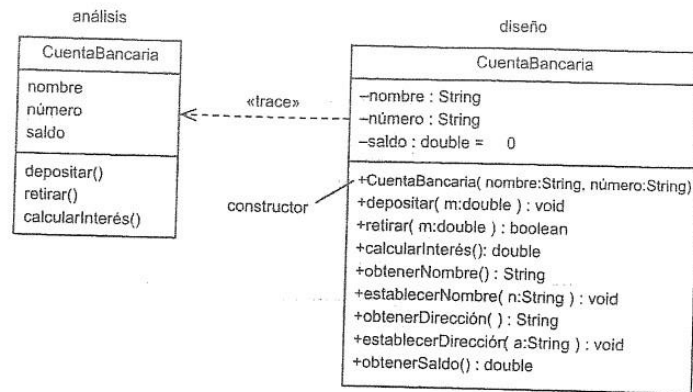 análisis
CuentaBancaria
nombre
número
saldo
depositar()
retirar()
calcularInterés()
«trace»
constructor
diseño
CuentaBancaria
–nombre : String
–número : String
–saldo : double = 0
+CuentaBancaria( nombre:String, número:String)
+depositar( m:double ) : void
+retirar( m:double ) : boolean
+calcularInterés(): double
+obtenerNombre() : String
+establecerNombre( n:String ) : void
+obtenerDirección( ) : String
+establecerDirección( a:String ) : void
+obtenerSaldo() : double